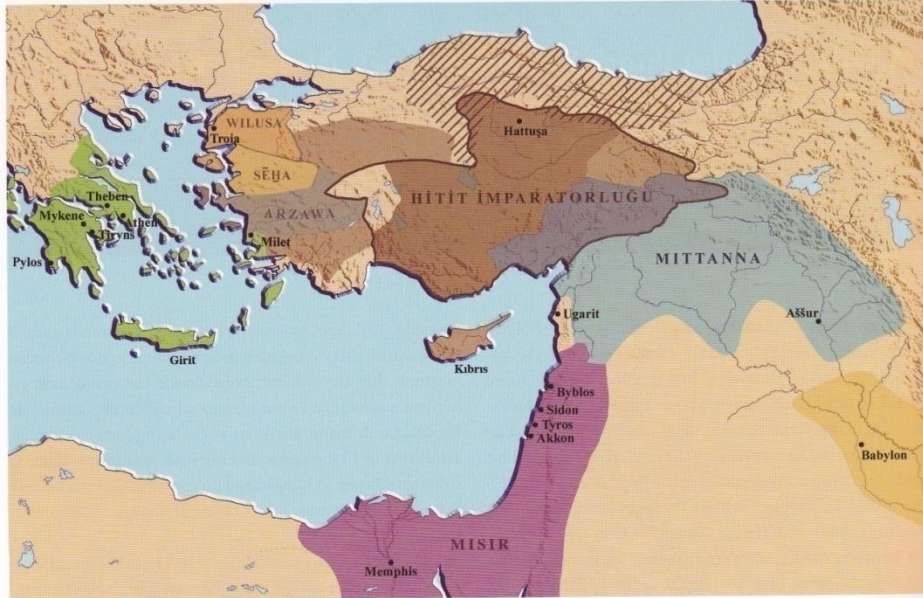 WILUSA
Troia
Hattuşa
SEHA
Theben
HİTİT İMPARATORLUĞU
Mykene
Athen
ARZAWA
Tiryns
Milet
Pylos
MITTANNA
Ugarit
Aššur
Girit
Kıbrıs
Byblos
Sidon
Tyros
Akkon
Babylon
MISIR
Memphis